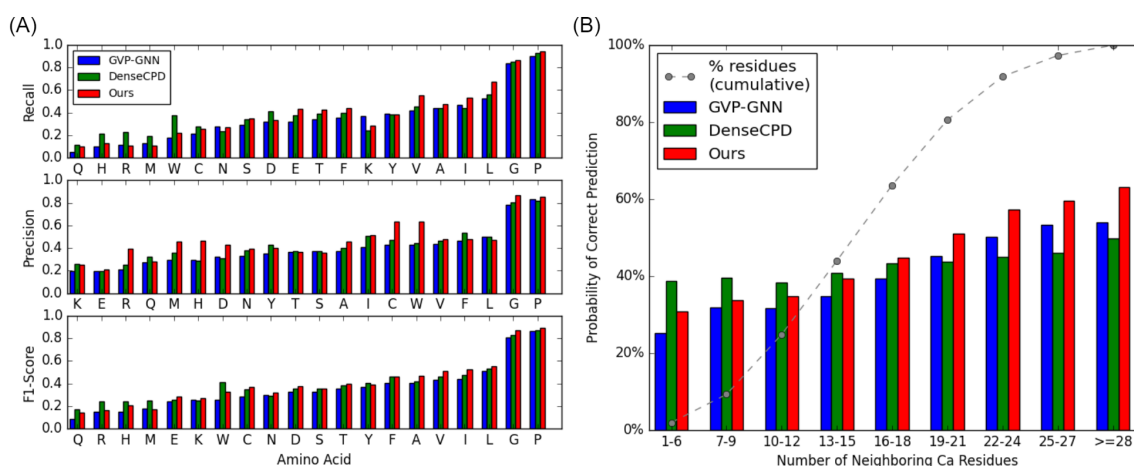 (A)
1.0
0.8
0.6
0.4
0.2
0.0
Recall
GVP-GNN
DenseCPD
Ours
Q H R M W C N S D E T F K Y V A I L G P
1.0
0.8
0.6
0.4
0.2
0.0
Precision
K E R Q M H D N Y T S A I C W V F L G P
1.0
0.8
0.6
0.4
0.2
0.0
F1-Score
Q R H M E K W C N D S T Y F A V I L G P
Amino Acid
(B)
100%
80%
60%
40%
20%
0%
Probability of Correct Prediction
% residues
(cumulative)
GVP-GNN
DenseCPD
Ours
1-6 7-9 10-12 13-15 16-18 19-21 22-24 25-27 >=28
Number of Neighboring Ca Residues